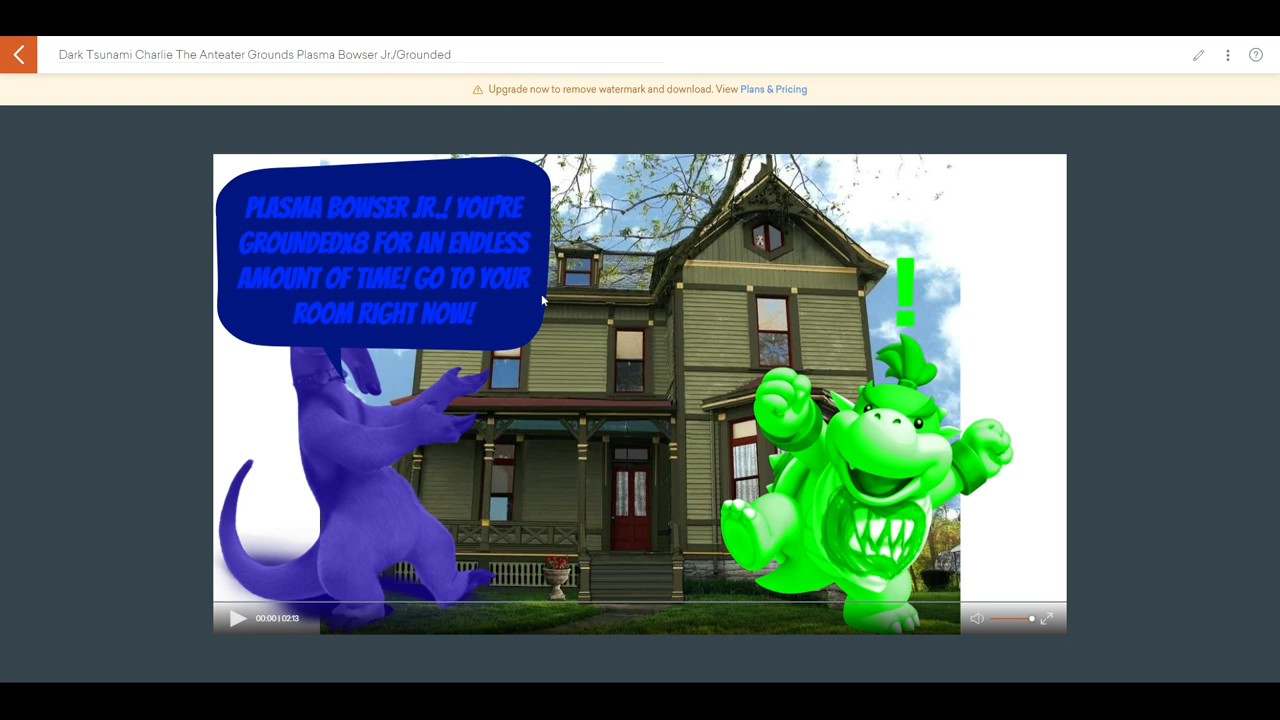 Dark Tsunami Charlie The Anteater Grounds Plasma Bowser Jr./Grounded
Upgrade now to remove watermark and download. View Plans & Pricing
PLASMA BOWSER JR.! YOU'RE
GROUNDEDX8 FOR AN ENDLESS
AMOUNT OF TIME! GO TO YOUR
ROOM RIGHT NOW!
!
00:00 | 02:13